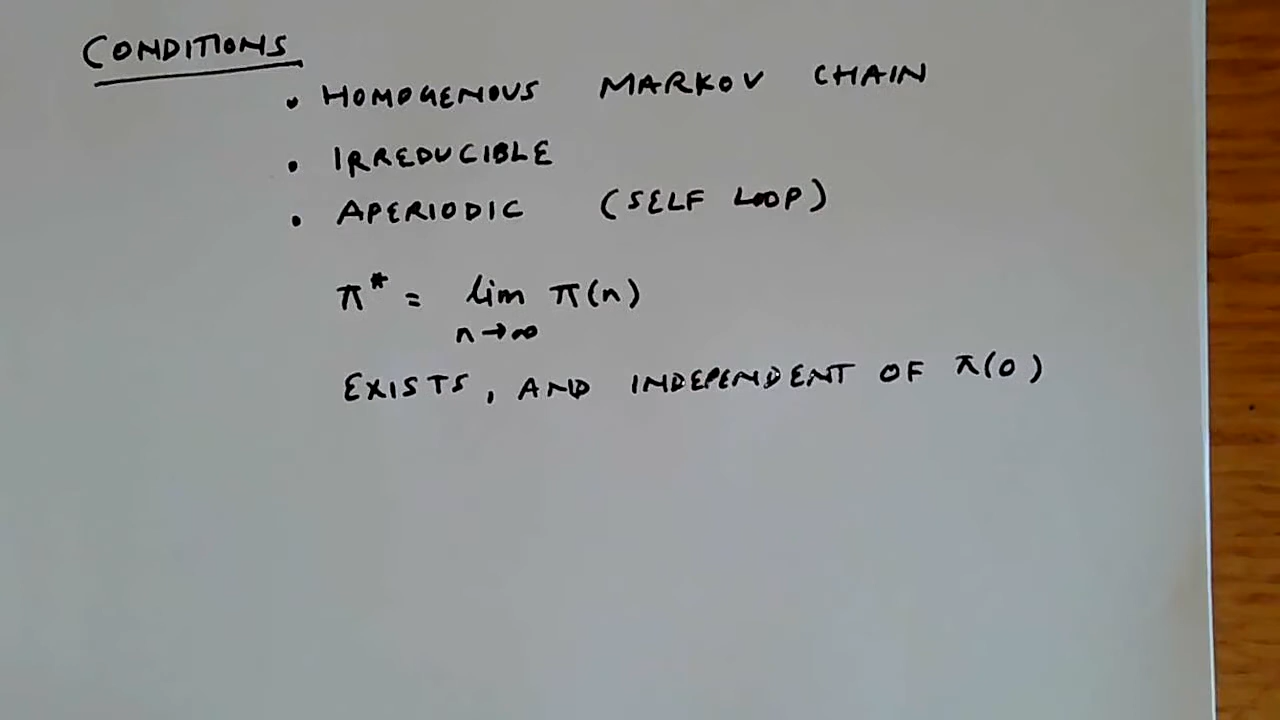 CONDITIONS
• HOMOGENOUS MARKOV CHAIN
• IRREDUCIBLE
• APERIODIC (SELF LOOP)
π* = lim π(n)
n→∞
EXISTS, AND INDEPENDENT OF π(0)